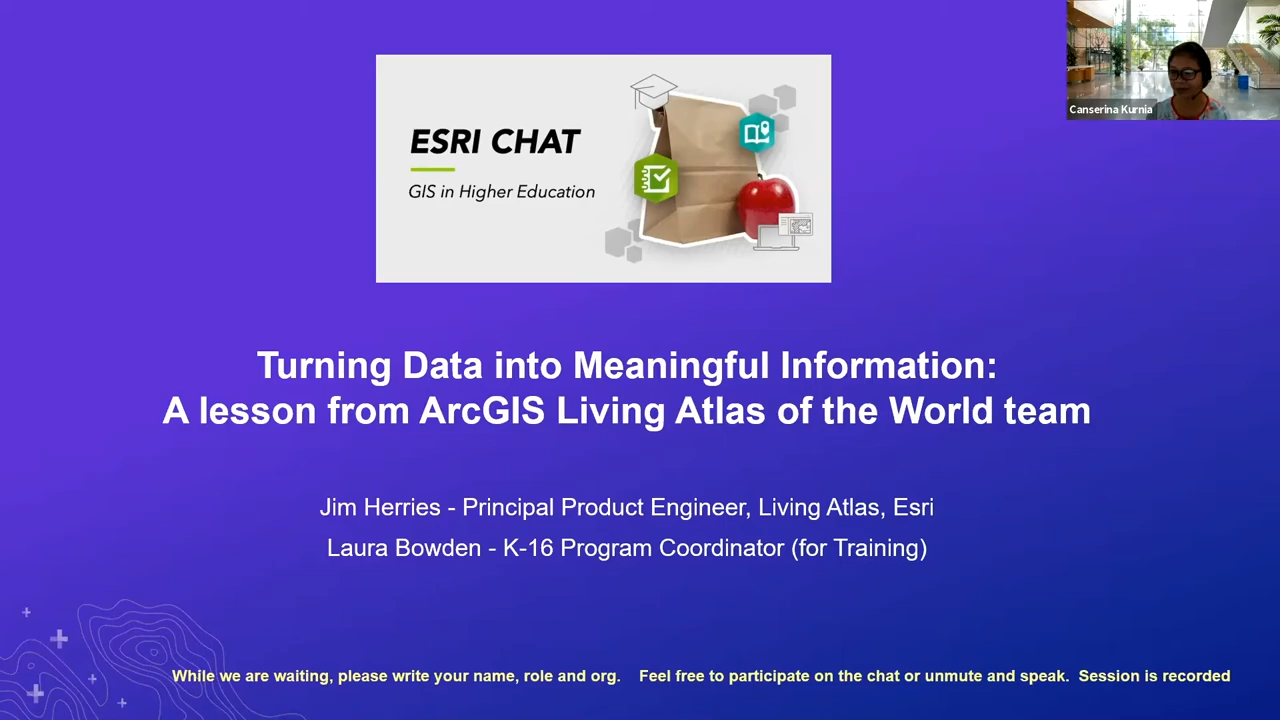 Canserina Kurnia
ESRI CHAT
GIS in Higher Education
Turning Data into Meaningful Information:
A lesson from ArcGIS Living Atlas of the World team
Jim Herries - Principal Product Engineer, Living Atlas, Esri
Laura Bowden - K-16 Program Coordinator (for Training)
While we are waiting, please write your name, role and org. Feel free to participate on the chat or unmute and speak. Session is recorded